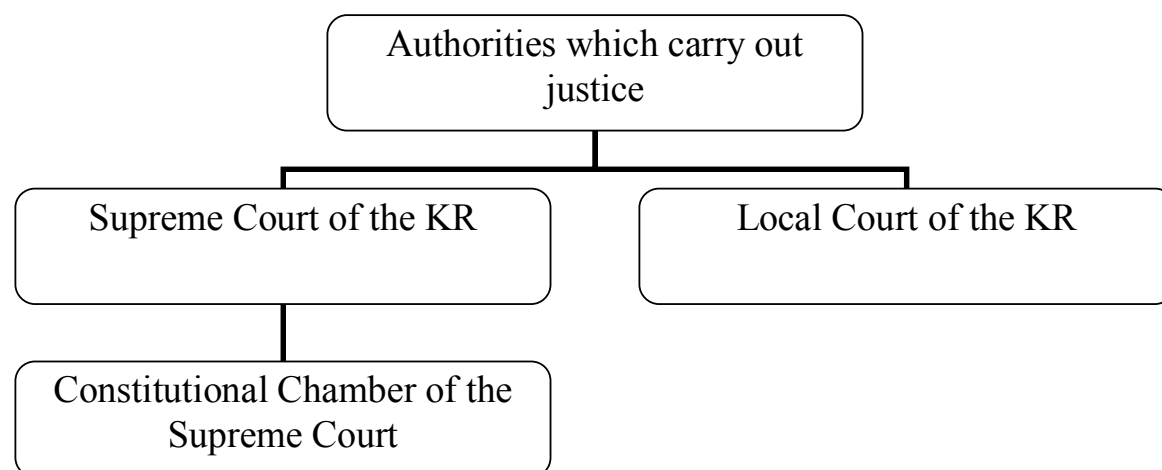 Authorities which carry out
justice
Supreme Court of the KR
Local Court of the KR
Constitutional Chamber of the
Supreme Court